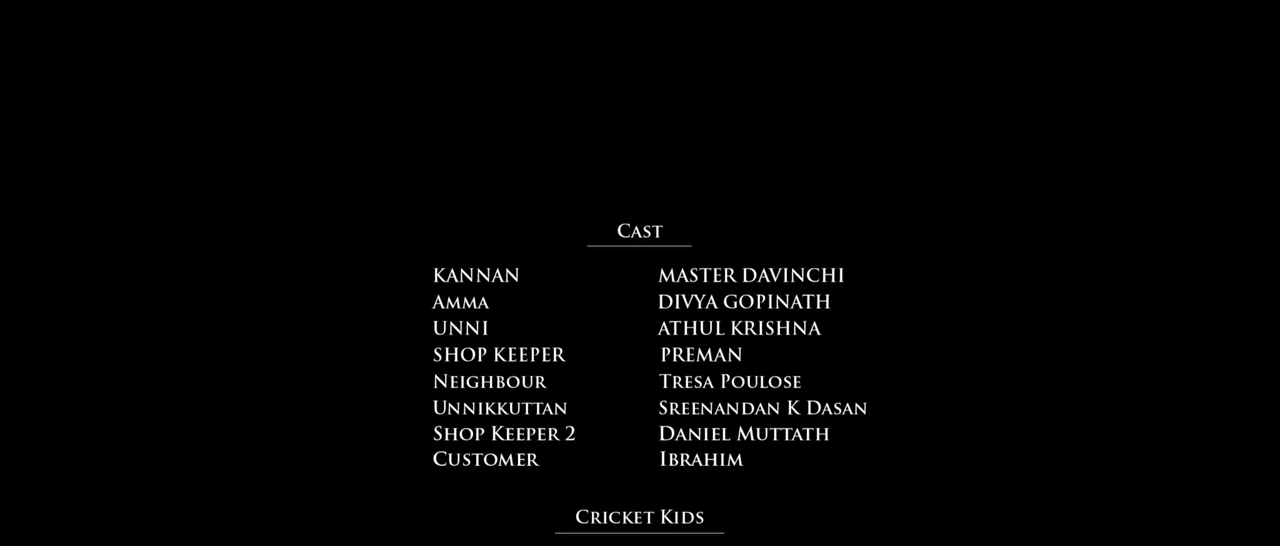 Cast
KANNAN MASTER DAVINCHI
Amma DIVYA GOPINATH
UNNI ATHUL KRISHNA
SHOP KEEPER PREMAN
Neighbour Tresa Poulose
Unnikkuttan Sreenandan K Dasan
Shop Keeper 2 Daniel Muttath
Customer Ibrahim
Cricket Kids